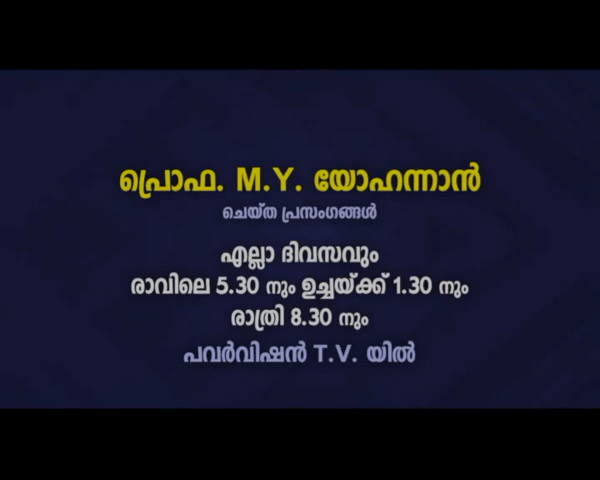 പ്രൊഫ. M.Y. യോഹന്നാൻ
ചെയ്ത പ്രസംഗങ്ങൾ
എല്ലാ ദിവസവും
രാവിലെ 5.30 നും ഉച്ചയ്ക്ക് 1.30 നും
രാത്രി 8.30 നും
പവർവിഷൻ T.V. യിൽ